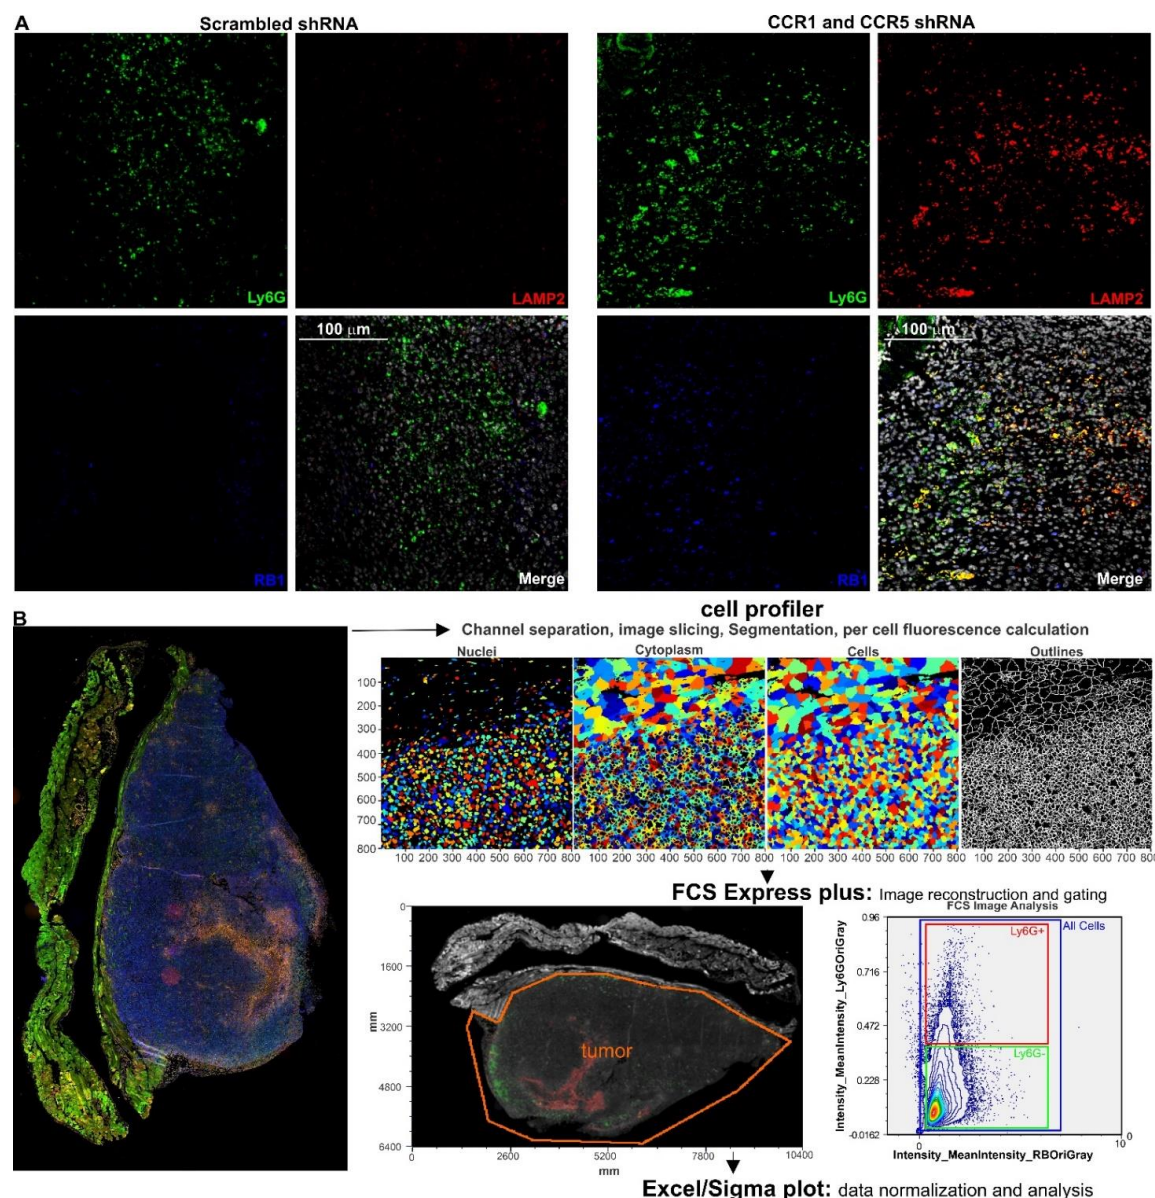 A
Scrambled shRNA
CCR1 and CCR5 shRNA
Ly6G
LAMP2
Ly6G
LAMP2
100 µm
100 µm
RB1
Merge
RB1
Merge
B
cell profiler
Channel separation, image slicing, Segmentation, per cell fluorescence calculation
Nuclei Cytoplasm Cells Outlines
100
200
300
400
500
600
700
800
100 200 300 400 500 600 700 800 100 200 300 400 500 600 700 800 100 200 300 400 500 600 700 800 100 200 300 400 500 600 700 800
FCS Express plus: Image reconstruction and gating
0
1600
3200
4800
6400
mm
tumor
2600 5200 7800 10400
mm
FCS Image Analysis
0.96
0.716
0.472
0.228
-0.0162
Intensity_MeanIntensity_Ly6GOriGray
Ly6G+
All Cells
Ly6G-
0 10 0
Intensity_MeanIntensity_RBOriGray
Excel/Sigma plot: data normalization and analysis